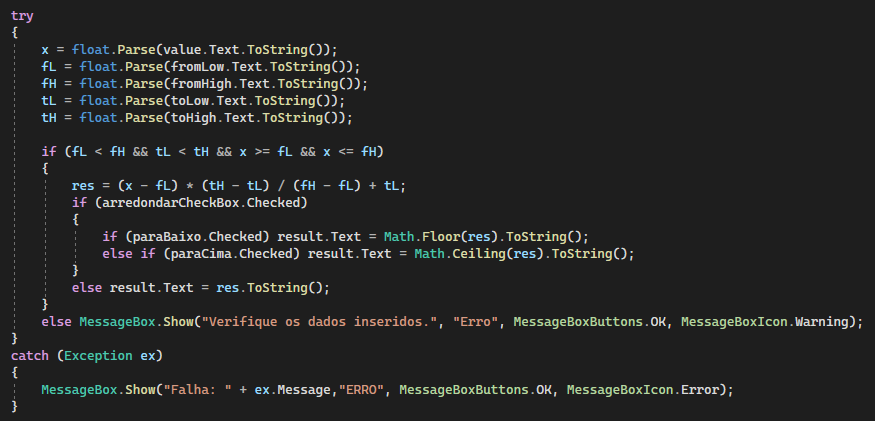 try
{
x = float.Parse(value.Text.ToString());
fL = float.Parse(fromLow.Text.ToString());
fH = float.Parse(fromHigh.Text.ToString());
tL = float.Parse(toLow.Text.ToString());
tH = float.Parse(toHigh.Text.ToString());
if (fL < fH && tL < tH && x >= fL && x <= fH)
{
res = (x - fL) * (tH - tL) / (fH - fL) + tL;
if (arredondarCheckBox.Checked)
{
if (paraBaixo.Checked) result.Text = Math.Floor(res).ToString();
else if (paraCima.Checked) result.Text = Math.Ceiling(res).ToString();
}
else result.Text = res.ToString();
}
else MessageBox.Show("Verifique os dados inseridos.", "Erro", MessageBoxButtons.OK, MessageBoxIcon.Warning);
}
catch (Exception ex)
{
MessageBox.Show("Falha: " + ex.Message,"ERRO", MessageBoxButtons.OK, MessageBoxIcon.Error);
}